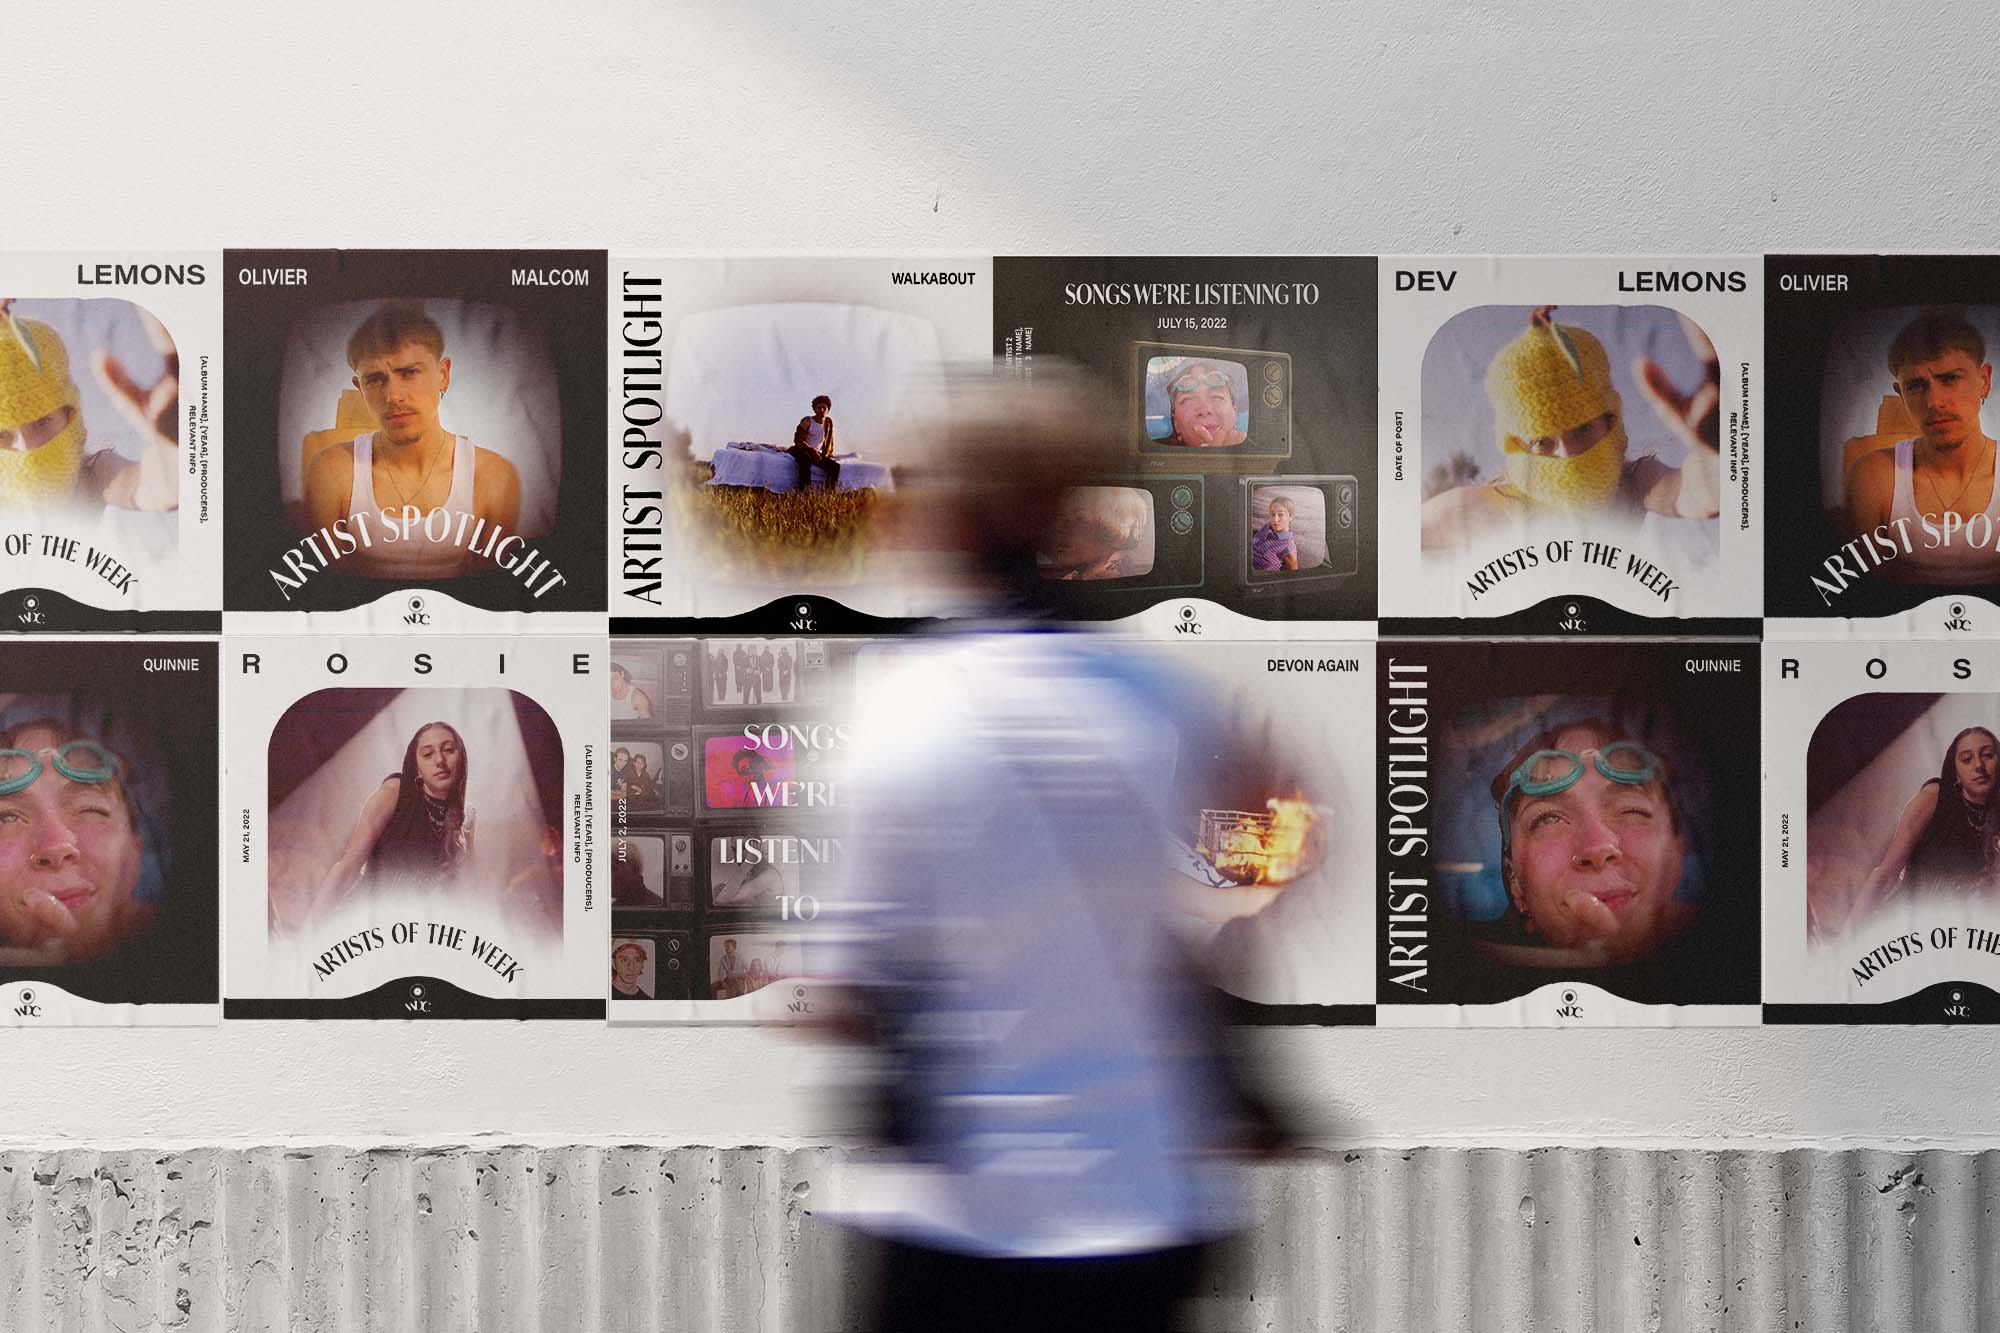 LEMONS
[ALBUM NAME], [YEAR], [PRODUCERS],
RELEVANT INFO
OF THE WEEK
WDC.
OLIVIER
MALCOM
ARTIST SPOTLIGHT
WDC.
ARTIST SPOTLIGHT
WALKABOUT
WDC.
SONGS WE'RE LISTENING TO
JULY 15, 2022
WDC.
DEV
LEMONS
[DATE OF POST]
[ALBUM NAME], [YEAR], [PRODUCERS],
RELEVANT INFO
ARTISTS OF THE WEEK
WDC.
OLIVIER
ARTIST SPOT
WDC.
QUINNIE
WDC.
ROSIE
MAY 21, 2022
[ALBUM NAME], [YEAR], [PRODUCERS],
RELEVANT INFO
ARTISTS OF THE WEEK
WDC.
JULY 2, 2022
SONGS
WE'RE
LISTENIN
TO
WDC.
DEVON AGAIN
ARTIST SPOTLIGHT
QUINNIE
WDC.
ROS
MAY 21, 2022
ARTISTS OF THE
WDC.